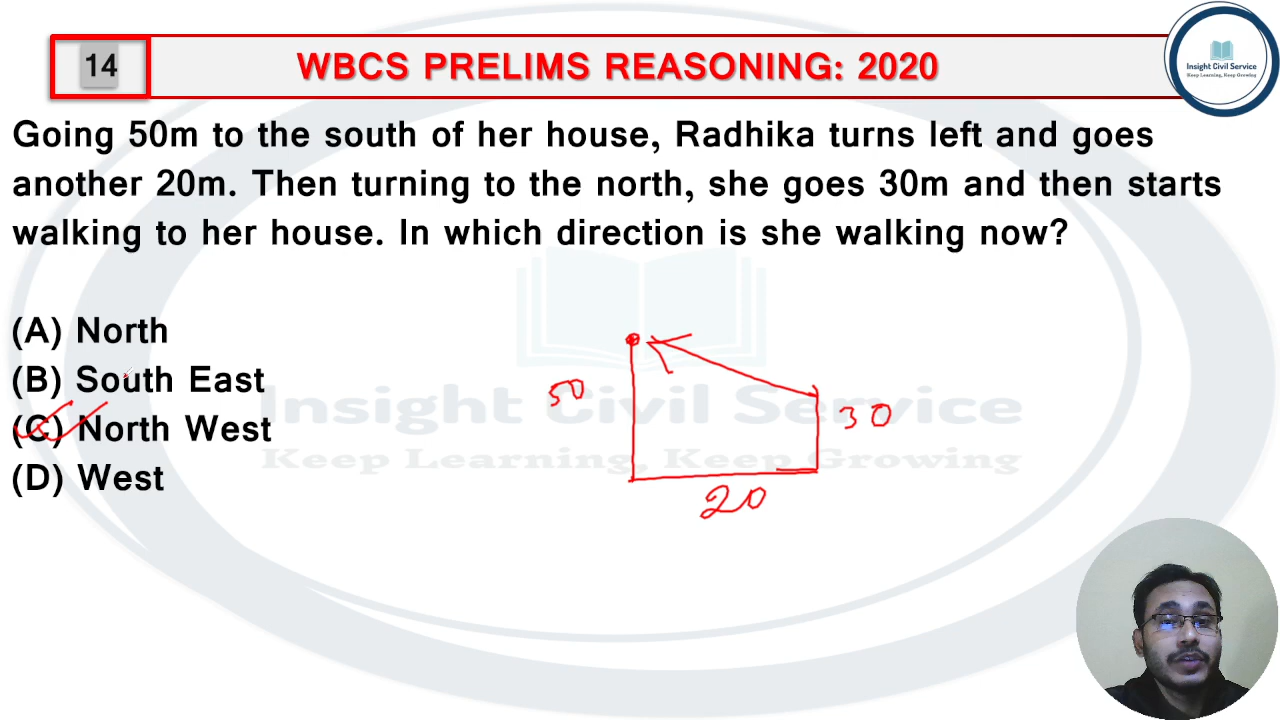 14
WBCS PRELIMS REASONING: 2020
Insight Civil Service
Keep Learning, Keep Growing
Going 50m to the south of her house, Radhika turns left and goes
another 20m. Then turning to the north, she goes 30m and then starts
walking to her house. In which direction is she walking now?
(A) North
(B) South East
(C) North West
(D) West
50
30
20
Insight Civil Service
Keep Learning, Keep Growing